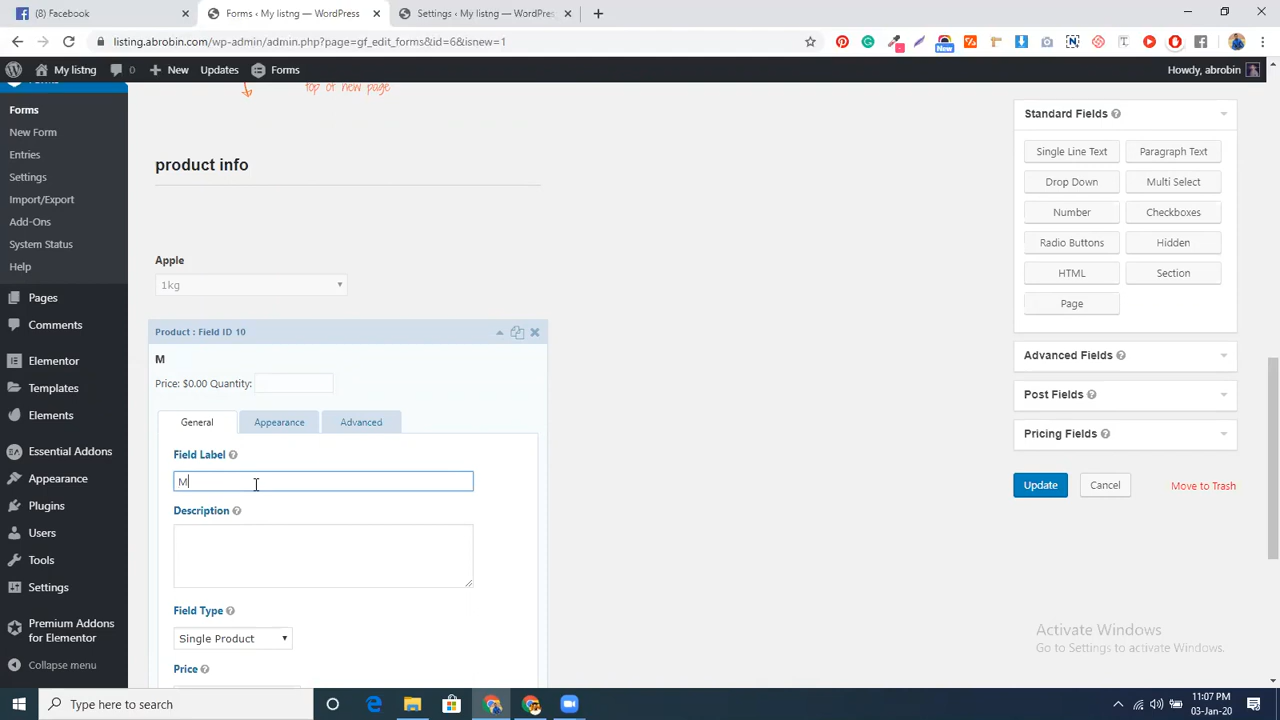 Facebook
Forms ‹ My listng — WordPress
Settings ‹ My listng — WordPres
listing.abrobin.com/wp-admin/admin.php?page=gf_edit_forms&id=6&isnew=1
My listng
0
New
Updates
Forms
Howdy, abrobin
Forms
New Form
Entries
Settings
Import/Export
Add-Ons
System Status
Help
Pages
Comments
Elementor
Templates
Elements
Essential Addons
Appearance
Plugins
Users
Tools
Settings
Premium Addons
for Elementor
Collapse menu
top of new page
product info
Apple
1kg
Product : Field ID 10
M
Price: $0.00 Quantity:
General
Appearance
Advanced
Field Label
M
Description
Field Type
Single Product
Price
Standard Fields
Single Line Text
Paragraph Text
Drop Down
Multi Select
Number
Checkboxes
Radio Buttons
Hidden
HTML
Section
Page
Advanced Fields
Post Fields
Pricing Fields
Update
Cancel
Move to Trash
Activate Windows
Go to Settings to activate Windows.
Type here to search
11:07 PM
03-Jan-20